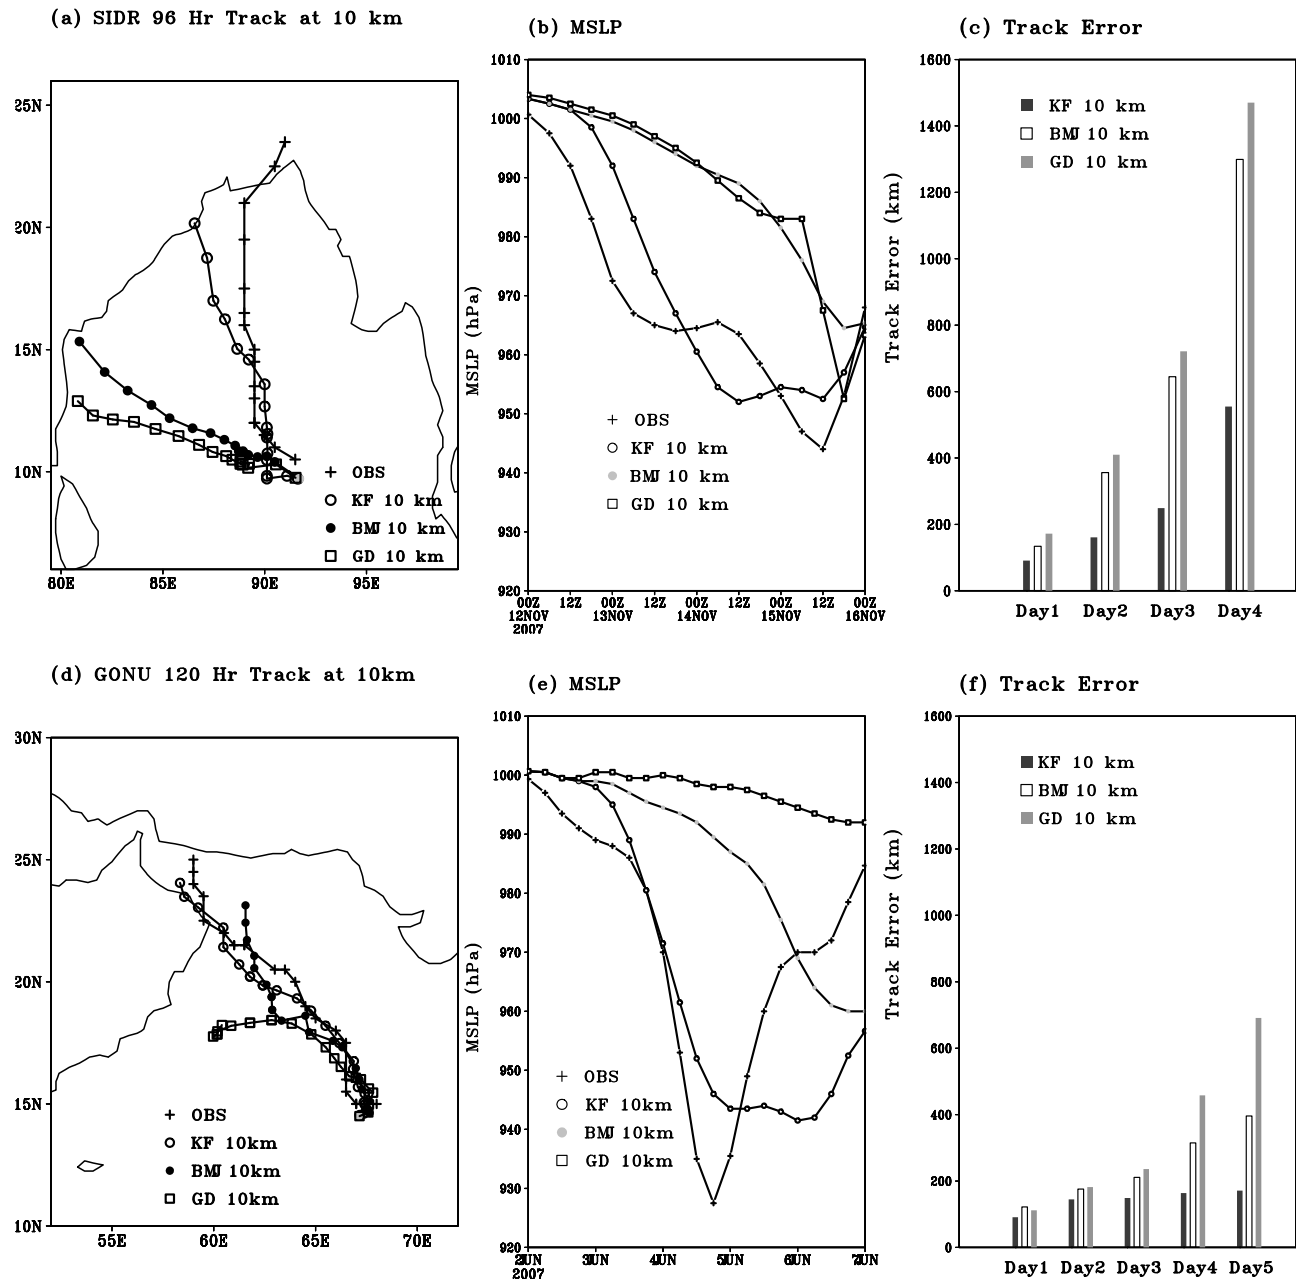 (a) SIDR 96 Hr Track at 10 km
25N
20N
15N
10N
80E 85E 90E 95E
OBS
KF 10 km
BMJ 10 km
GD 10 km
(b) MSLP
MSLP (hPa)
1010
1000
990
980
970
960
950
940
930
920
OBS
KF 10 km
BMJ 10 km
GD 10 km
00Z 12Z 00Z 12Z 00Z 12Z 00Z 12Z 00Z
12NOV 13NOV 14NOV 15NOV 16NOV
2007
(c) Track Error
Track Error (km)
1600
1400
1200
1000
800
600
400
200
0
KF 10 km
BMJ 10 km
GD 10 km
Day1 Day2 Day3 Day4
(d) GONU 120 Hr Track at 10km
30N
25N
20N
15N
10N
55E 60E 65E 70E
OBS
KF 10km
BMJ 10km
GD 10km
(e) MSLP
MSLP (hPa)
1010
1000
990
980
970
960
950
940
930
920
OBS
KF 10km
BMJ 10km
GD 10km
2JUN 3JUN 4JUN 5JUN 6JUN 7JUN
2007
(f) Track Error
Track Error (km)
1600
1400
1200
1000
800
600
400
200
0
KF 10 km
BMJ 10 km
GD 10 km
Day1 Day2 Day3 Day4 Day5